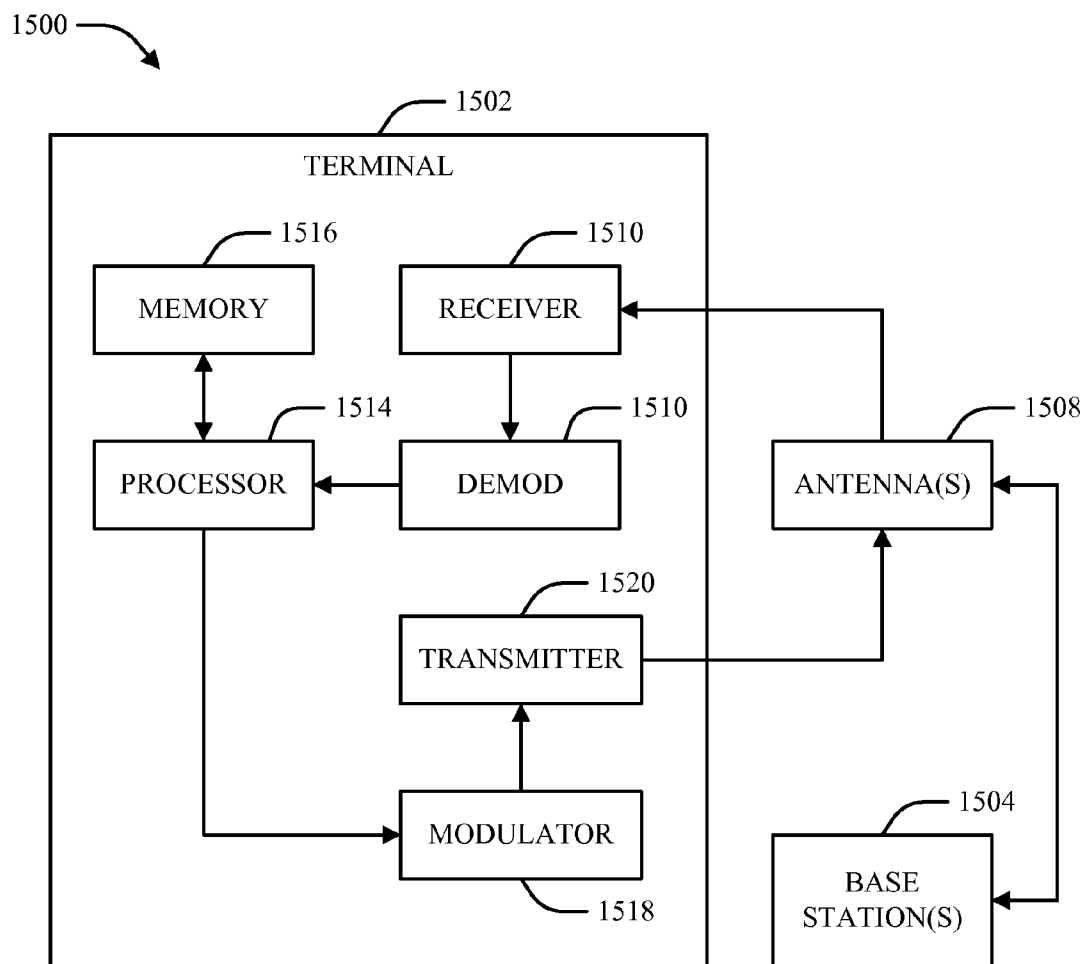 1500
1502
TERMINAL
1516
1510
MEMORY
RECEIVER
1514
1510
1508
PROCESSOR
DEMOD
ANTENNA(S)
1520
TRANSMITTER
1504
MODULATOR
BASE
STATION(S)
1518